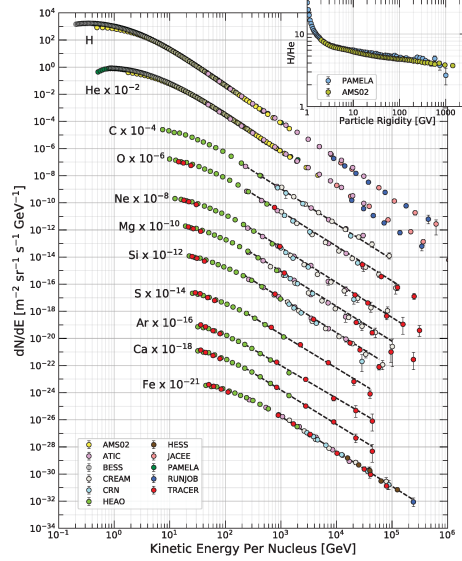 H
He x 10⁻²
C x 10⁻⁴
O x 10⁻⁶
Ne x 10⁻⁸
Mg x 10⁻¹⁰
Si x 10⁻¹²
S x 10⁻¹⁴
Ar x 10⁻¹⁶
Ca x 10⁻¹⁸
Fe x 10⁻²¹
dN/dE [m⁻² sr⁻¹ s⁻¹ GeV⁻¹]
10⁴
10²
10⁰
10⁻²
10⁻⁴
10⁻⁶
10⁻⁸
10⁻¹⁰
10⁻¹²
10⁻¹⁴
10⁻¹⁶
10⁻¹⁸
10⁻²⁰
10⁻²²
10⁻²⁴
10⁻²⁶
10⁻²⁸
10⁻³⁰
10⁻³²
10⁻³⁴
10⁻¹ 10⁰ 10¹ 10² 10³ 10⁴ 10⁵ 10⁶
Kinetic Energy Per Nucleus [GeV]
AMS02
ATIC
BESS
CREAM
CRN
HEAO
HESS
JACEE
PAMELA
RUNJOB
TRACER
H/He
10
1
PAMELA
AMS02
1 10 100 1000
Particle Rigidity [GV]